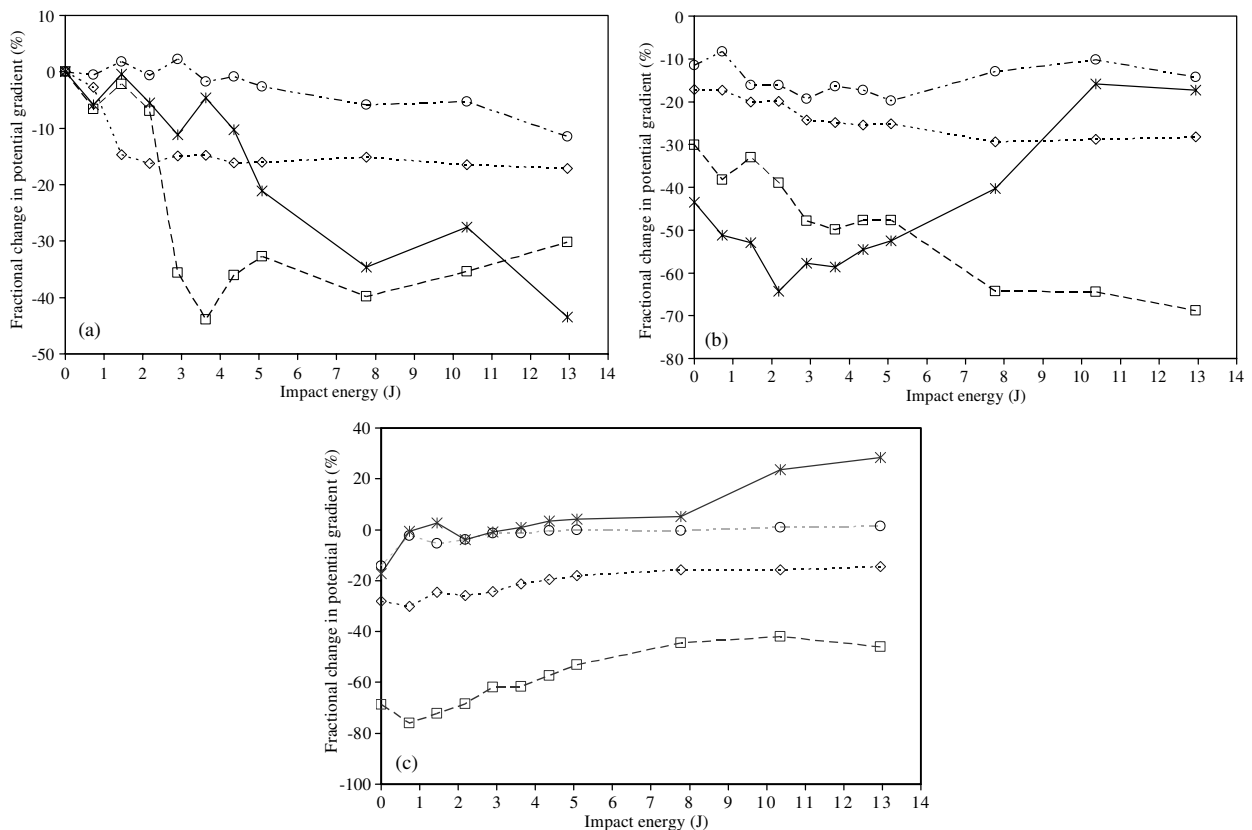 Fractional change in potential gradient (%)
10
0
-10
-20
-30
-40
-50
(a)
0 1 2 3 4 5 6 7 8 9 10 11 12 13 14
Impact energy (J)
Fractional change in potential gradient (%)
0
-10
-20
-30
-40
-50
-60
-70
-80
(b)
0 1 2 3 4 5 6 7 8 9 10 11 12 13 14
Impact energy (J)
Fractional change in potential gradient (%)
40
20
0
-20
-40
-60
-80
-100
(c)
0 1 2 3 4 5 6 7 8 9 10 11 12 13 14
Impact energy (J)